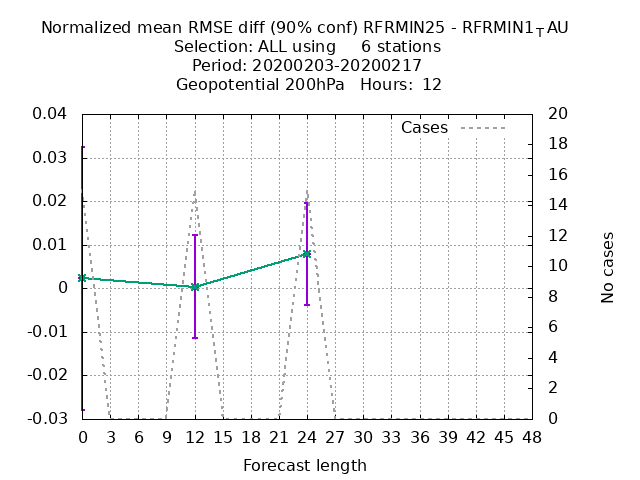 Normalized mean RMSE diff (90% conf) RFRMIN25 - RFRMIN1TAU
Selection: ALL using 6 stations
Period: 20200203-20200217
Geopotential 200hPa Hours: 12
Cases
0.04
0.03
0.02
0.01
0
-0.01
-0.02
-0.03
20
18
16
14
12
10
8
6
4
2
0
No cases
0 3 6 9 12 15 18 21 24 27 30 33 36 39 42 45 48
Forecast length